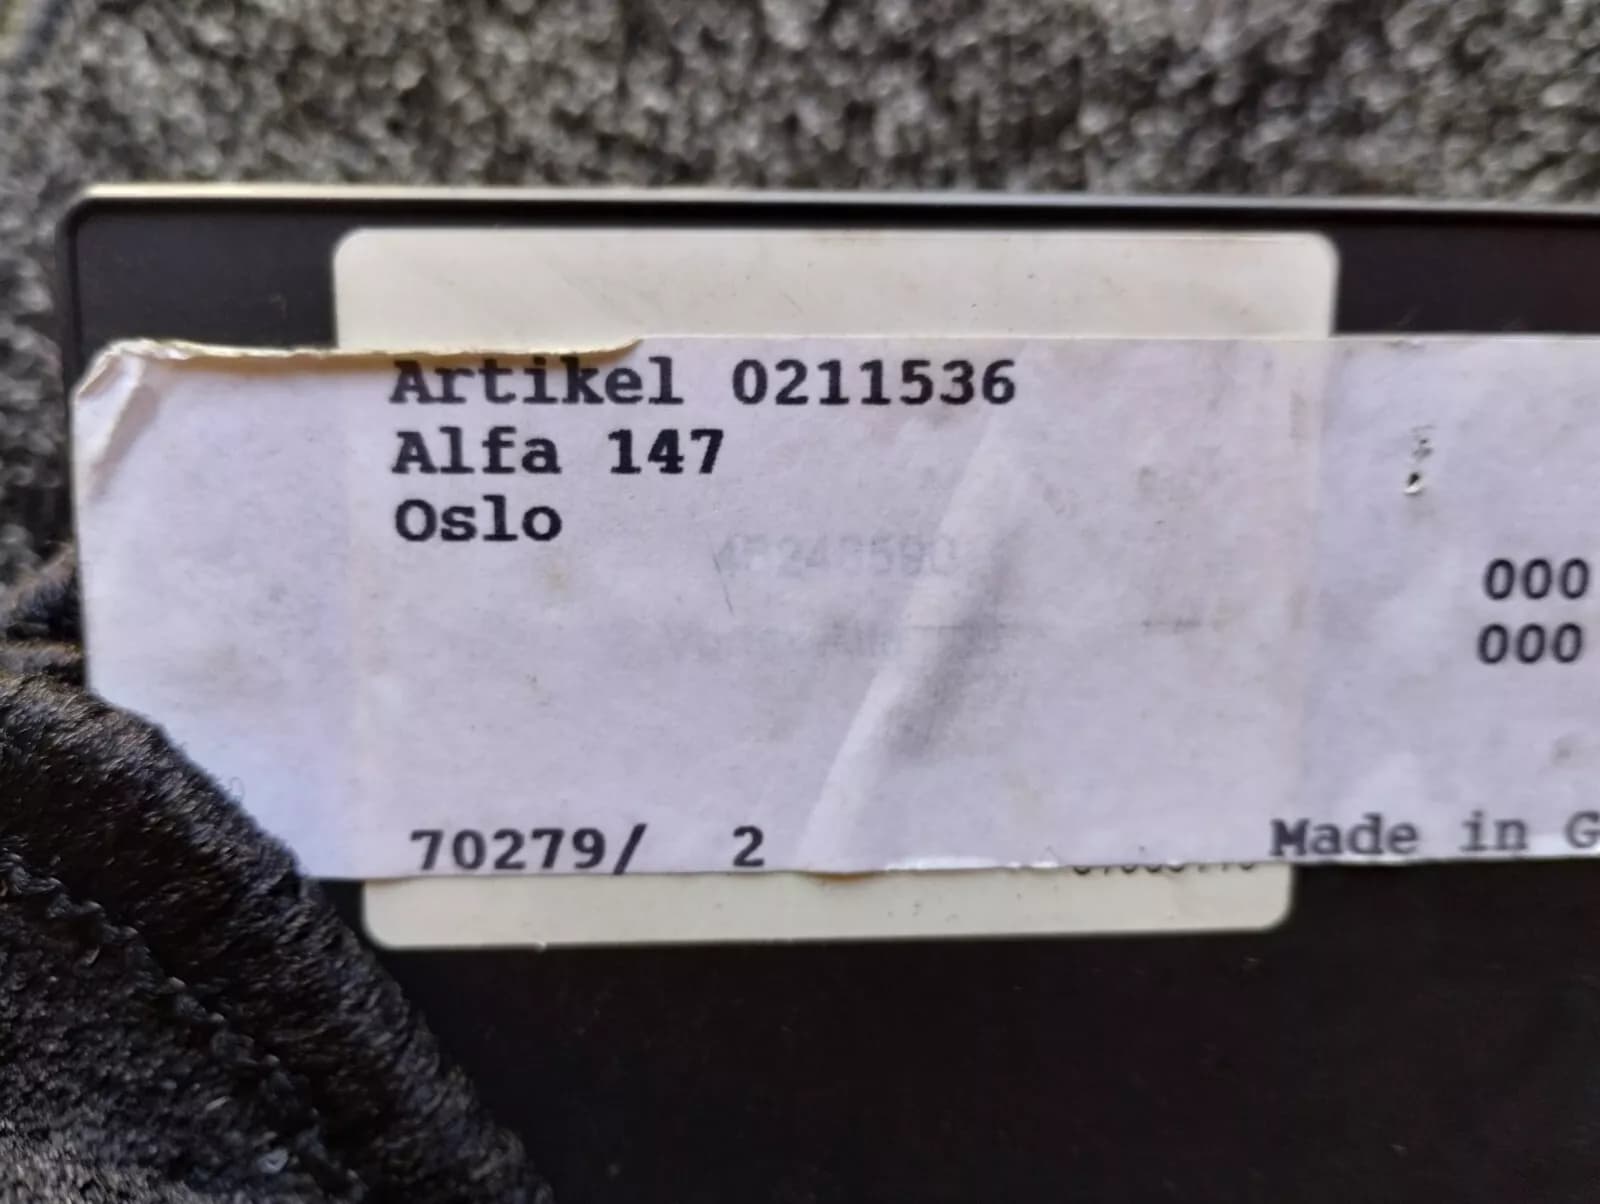 Artikel 0211536
Alfa 147
Oslo
000
000
70279/ 2
Made in G